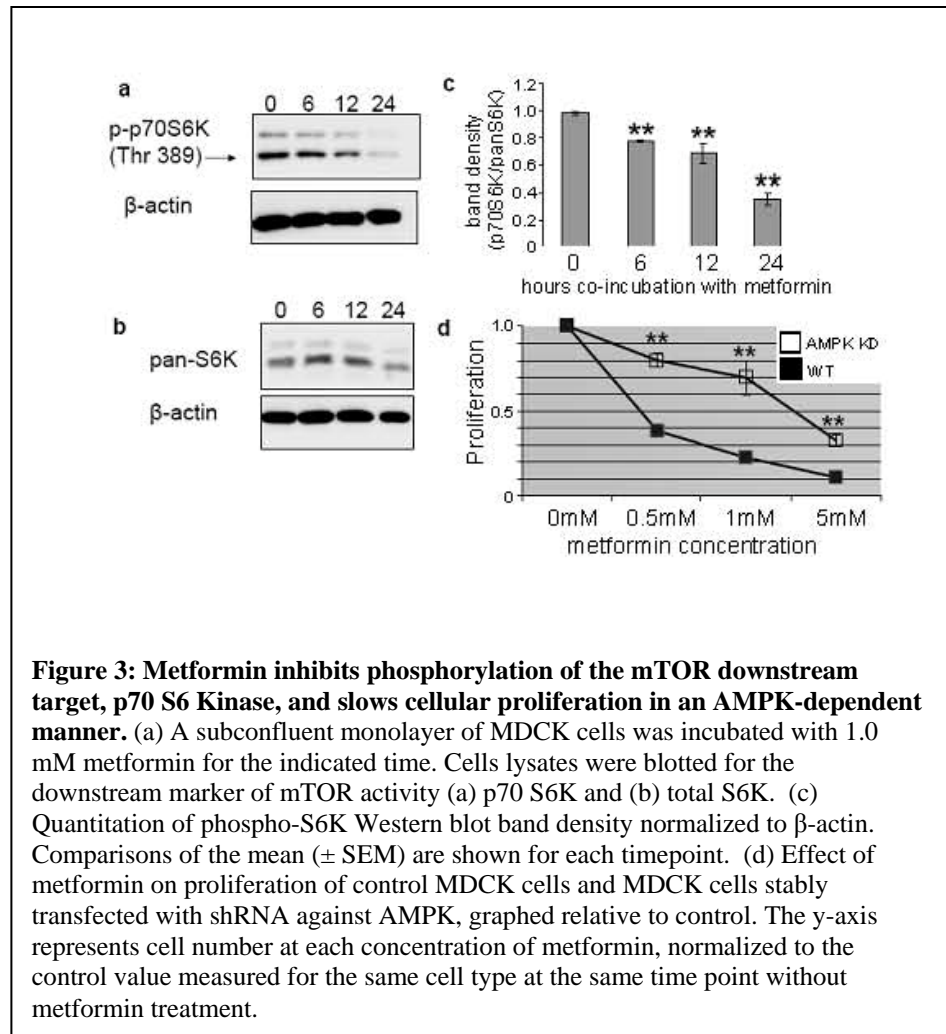 a
0 6 12 24
p-p70S6K
(Thr 389)
β-actin
b
0 6 12 24
pan-S6K
β-actin
c
band density
(p70S6K/panS6K)
1.2
1.0
0.8
0.6
0.4
0.2
0
** ** **
0 6 12 24
hours co-incubation with metformin
d
Proliferation
1.0
0.5
0
** ** **
AMPK KD
WT
0mM 0.5mM 1mM 5mM
metformin concentration
Figure 3: Metformin inhibits phosphorylation of the mTOR downstream
target, p70 S6 Kinase, and slows cellular proliferation in an AMPK-dependent
manner. (a) A subconfluent monolayer of MDCK cells was incubated with 1.0
mM metformin for the indicated time. Cells lysates were blotted for the
downstream marker of mTOR activity (a) p70 S6K and (b) total S6K. (c)
Quantitation of phospho-S6K Western blot band density normalized to β-actin.
Comparisons of the mean (± SEM) are shown for each timepoint. (d) Effect of
metformin on proliferation of control MDCK cells and MDCK cells stably
transfected with shRNA against AMPK, graphed relative to control. The y-axis
represents cell number at each concentration of metformin, normalized to the
control value measured for the same cell type at the same time point without
metformin treatment.